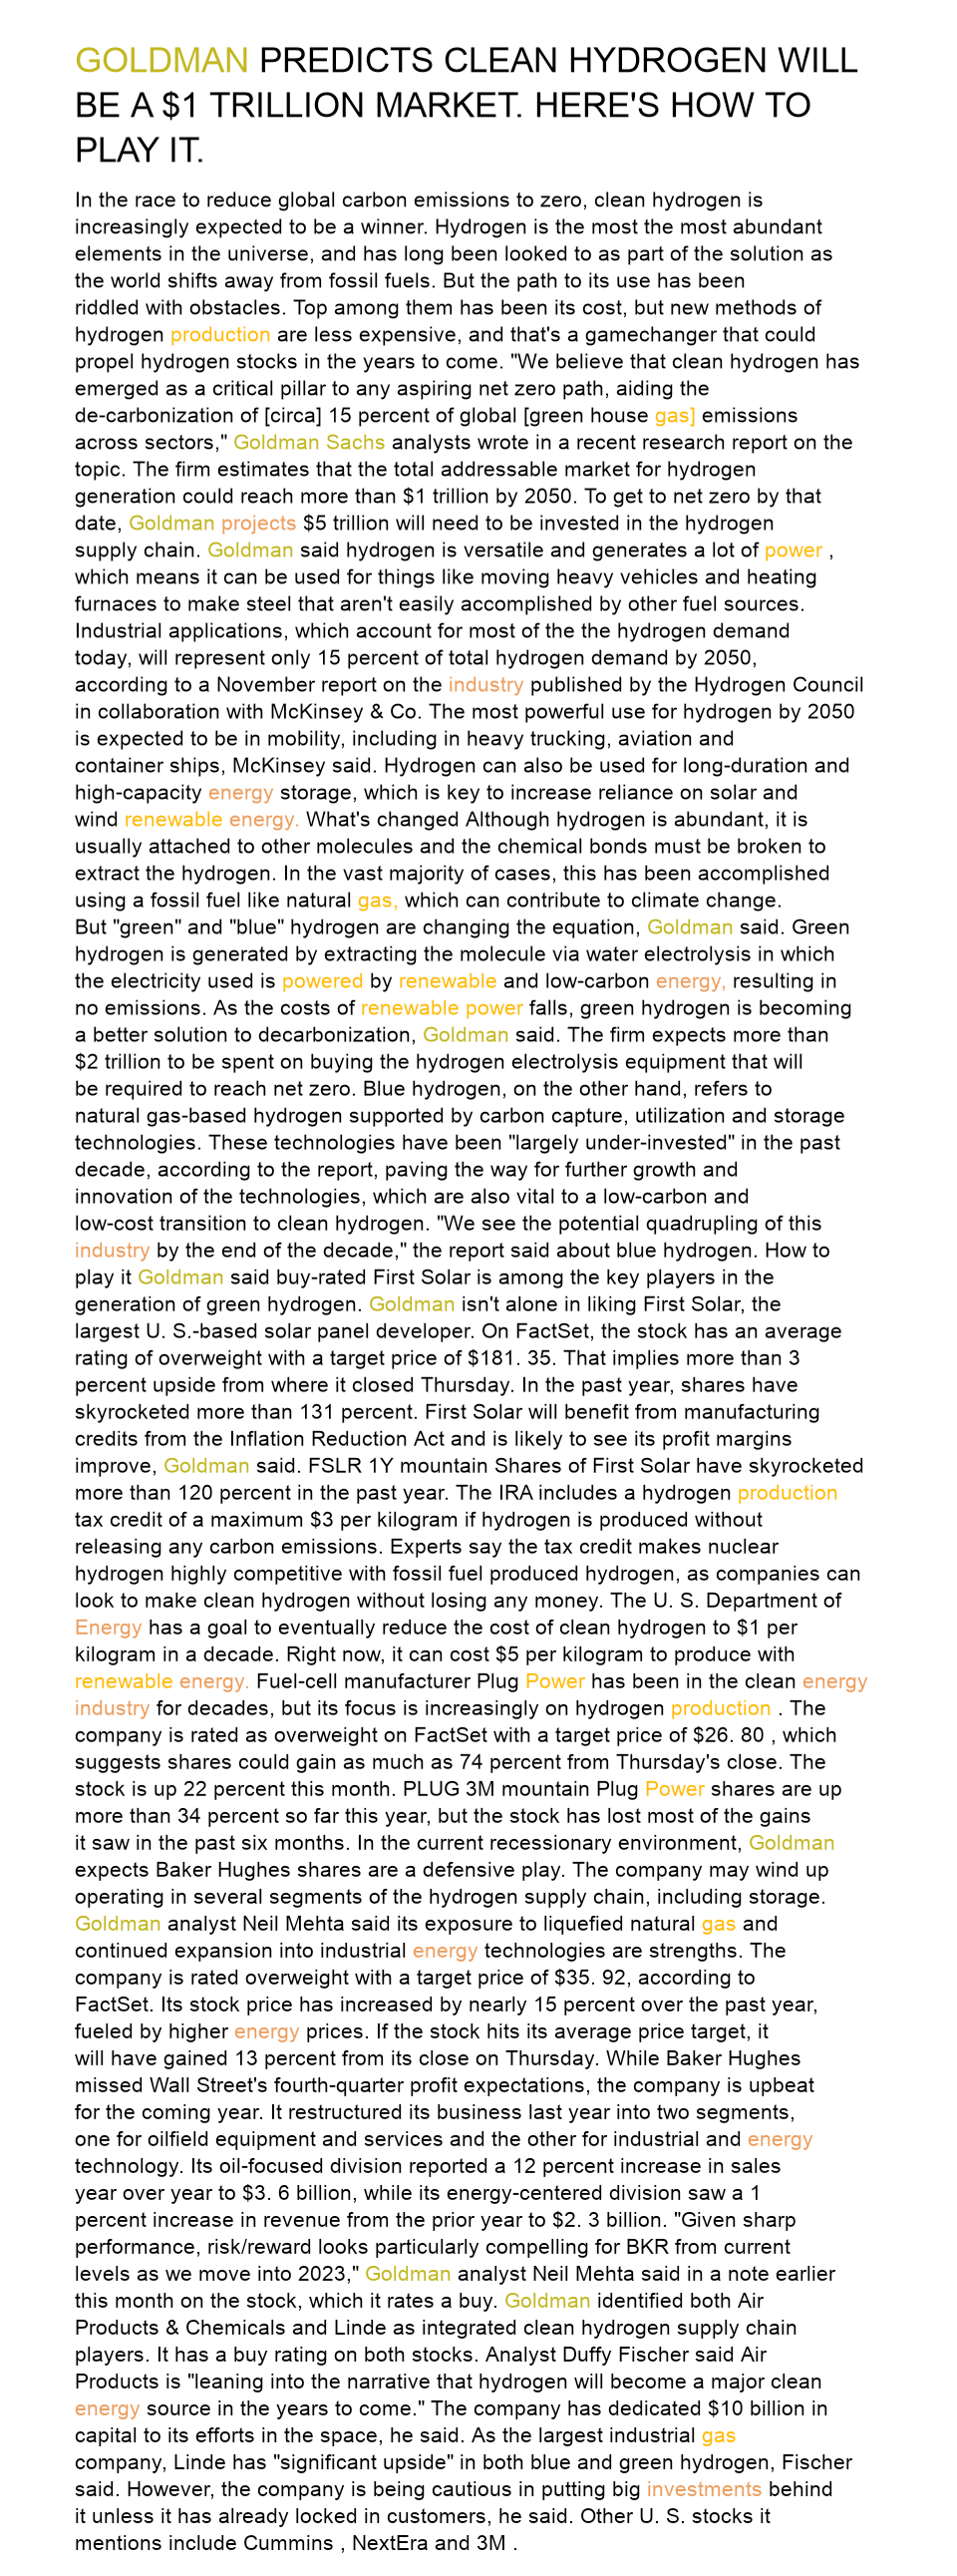 GOLDMAN PREDICTS CLEAN HYDROGEN WILL
BE A $1 TRILLION MARKET. HERE'S HOW TO
PLAY IT.
In the race to reduce global carbon emissions to zero, clean hydrogen is
increasingly expected to be a winner. Hydrogen is the most the most abundant
elements in the universe, and has long been looked to as part of the solution as
the world shifts away from fossil fuels. But the path to its use has been
riddled with obstacles. Top among them has been its cost, but new methods of
hydrogen production are less expensive, and that's a gamechanger that could
propel hydrogen stocks in the years to come. "We believe that clean hydrogen has
emerged as a critical pillar to any aspiring net zero path, aiding the
de-carbonization of [circa] 15 percent of global [green house gas] emissions
across sectors," Goldman Sachs analysts wrote in a recent research report on the
topic. The firm estimates that the total addressable market for hydrogen
generation could reach more than $1 trillion by 2050. To get to net zero by that
date, Goldman projects $5 trillion will need to be invested in the hydrogen
supply chain. Goldman said hydrogen is versatile and generates a lot of power ,
which means it can be used for things like moving heavy vehicles and heating
furnaces to make steel that aren't easily accomplished by other fuel sources.
Industrial applications, which account for most of the the hydrogen demand
today, will represent only 15 percent of total hydrogen demand by 2050,
according to a November report on the industry published by the Hydrogen Council
in collaboration with McKinsey & Co. The most powerful use for hydrogen by 2050
is expected to be in mobility, including in heavy trucking, aviation and
container ships, McKinsey said. Hydrogen can also be used for long-duration and
high-capacity energy storage, which is key to increase reliance on solar and
wind renewable energy. What's changed Although hydrogen is abundant, it is
usually attached to other molecules and the chemical bonds must be broken to
extract the hydrogen. In the vast majority of cases, this has been accomplished
using a fossil fuel like natural gas, which can contribute to climate change.
But "green" and "blue" hydrogen are changing the equation, Goldman said. Green
hydrogen is generated by extracting the molecule via water electrolysis in which
the electricity used is powered by renewable and low-carbon energy, resulting in
no emissions. As the costs of renewable power falls, green hydrogen is becoming
a better solution to decarbonization, Goldman said. The firm expects more than
$2 trillion to be spent on buying the hydrogen electrolysis equipment that will
be required to reach net zero. Blue hydrogen, on the other hand, refers to
natural gas-based hydrogen supported by carbon capture, utilization and storage
technologies. These technologies have been "largely under-invested" in the past
decade, according to the report, paving the way for further growth and
innovation of the technologies, which are also vital to a low-carbon and
low-cost transition to clean hydrogen. "We see the potential quadrupling of this
industry by the end of the decade," the report said about blue hydrogen. How to
play it Goldman said buy-rated First Solar is among the key players in the
generation of green hydrogen. Goldman isn't alone in liking First Solar, the
largest U. S.-based solar panel developer. On FactSet, the stock has an average
rating of overweight with a target price of $181. 35. That implies more than 3
percent upside from where it closed Thursday. In the past year, shares have
skyrocketed more than 131 percent. First Solar will benefit from manufacturing
credits from the Inflation Reduction Act and is likely to see its profit margins
improve, Goldman said. FSLR 1Y mountain Shares of First Solar have skyrocketed
more than 120 percent in the past year. The IRA includes a hydrogen production
tax credit of a maximum $3 per kilogram if hydrogen is produced without
releasing any carbon emissions. Experts say the tax credit makes nuclear
hydrogen highly competitive with fossil fuel produced hydrogen, as companies can
look to make clean hydrogen without losing any money. The U. S. Department of
Energy has a goal to eventually reduce the cost of clean hydrogen to $1 per
kilogram in a decade. Right now, it can cost $5 per kilogram to produce with
renewable energy. Fuel-cell manufacturer Plug Power has been in the clean energy
industry for decades, but its focus is increasingly on hydrogen production . The
company is rated as overweight on FactSet with a target price of $26. 80 , which
suggests shares could gain as much as 74 percent from Thursday's close. The
stock is up 22 percent this month. PLUG 3M mountain Plug Power shares are up
more than 34 percent so far this year, but the stock has lost most of the gains
it saw in the past six months. In the current recessionary environment, Goldman
expects Baker Hughes shares are a defensive play. The company may wind up
operating in several segments of the hydrogen supply chain, including storage.
Goldman analyst Neil Mehta said its exposure to liquefied natural gas and
continued expansion into industrial energy technologies are strengths. The
company is rated overweight with a target price of $35. 92, according to
FactSet. Its stock price has increased by nearly 15 percent over the past year,
fueled by higher energy prices. If the stock hits its average price target, it
will have gained 13 percent from its close on Thursday. While Baker Hughes
missed Wall Street's fourth-quarter profit expectations, the company is upbeat
for the coming year. It restructured its business last year into two segments,
one for oilfield equipment and services and the other for industrial and energy
technology. Its oil-focused division reported a 12 percent increase in sales
year over year to $3. 6 billion, while its energy-centered division saw a 1
percent increase in revenue from the prior year to $2. 3 billion. "Given sharp
performance, risk/reward looks particularly compelling for BKR from current
levels as we move into 2023," Goldman analyst Neil Mehta said in a note earlier
this month on the stock, which it rates a buy. Goldman identified both Air
Products & Chemicals and Linde as integrated clean hydrogen supply chain
players. It has a buy rating on both stocks. Analyst Duffy Fischer said Air
Products is "leaning into the narrative that hydrogen will become a major clean
energy source in the years to come." The company has dedicated $10 billion in
capital to its efforts in the space, he said. As the largest industrial gas
company, Linde has "significant upside" in both blue and green hydrogen, Fischer
said. However, the company is being cautious in putting big investments behind
it unless it has already locked in customers, he said. Other U. S. stocks it
mentions include Cummins , NextEra and 3M .